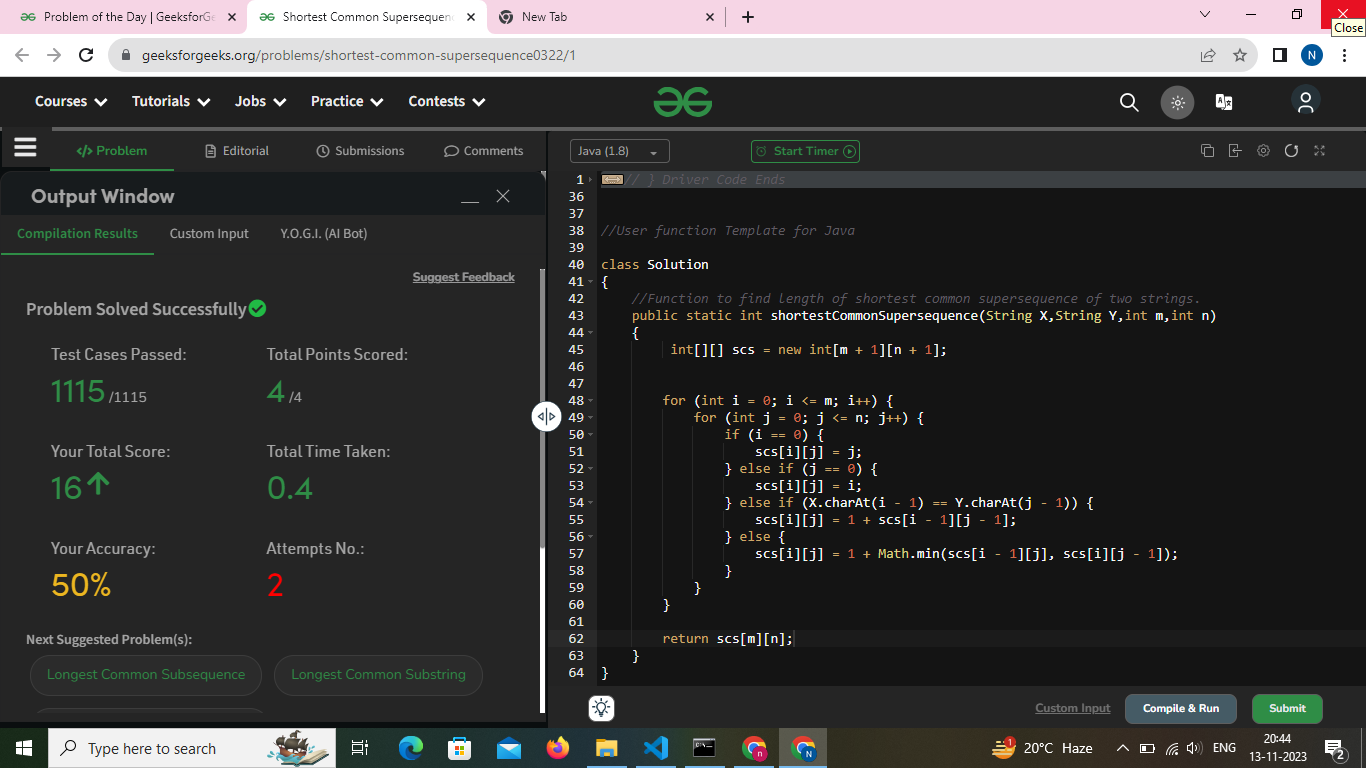 Problem of the Day | GeeksforGe
Shortest Common Supersequen
New Tab
Close
geeksforgeeks.org/problems/shortest-common-supersequence0322/1
N
Courses Tutorials Jobs Practice Contests
Problem Editorial Submissions Comments
Java (1.8) Start Timer
Output Window
Compilation Results Custom Input Y.O.G.I. (AI Bot)
Suggest Feedback
Problem Solved Successfully
Test Cases Passed: Total Points Scored:
1115 /1115 4 /4
Your Total Score: Total Time Taken:
16 0.4
Your Accuracy: Attempts No.:
50% 2
Next Suggested Problem(s):
Longest Common Subsequence Longest Common Substring
1 // } Driver Code Ends
36
37
38 //User function Template for Java
39
40 class Solution
41 {
42 //Function to find length of shortest common supersequence of two strings.
43 public static int shortestCommonSupersequence(String X,String Y,int m,int n)
44 {
45 int[][] scs = new int[m + 1][n + 1];
46
47
48 for (int i = 0; i <= m; i++) {
49 for (int j = 0; j <= n; j++) {
50 if (i == 0) {
51 scs[i][j] = j;
52 } else if (j == 0) {
53 scs[i][j] = i;
54 } else if (X.charAt(i - 1) == Y.charAt(j - 1)) {
55 scs[i][j] = 1 + scs[i - 1][j - 1];
56 } else {
57 scs[i][j] = 1 + Math.min(scs[i - 1][j], scs[i][j - 1]);
58 }
59 }
60 }
61
62 return scs[m][n];
63 }
64 }
Custom Input Compile & Run Submit
Type here to search
1 20°C Haze ENG 20:44
13-11-2023 2